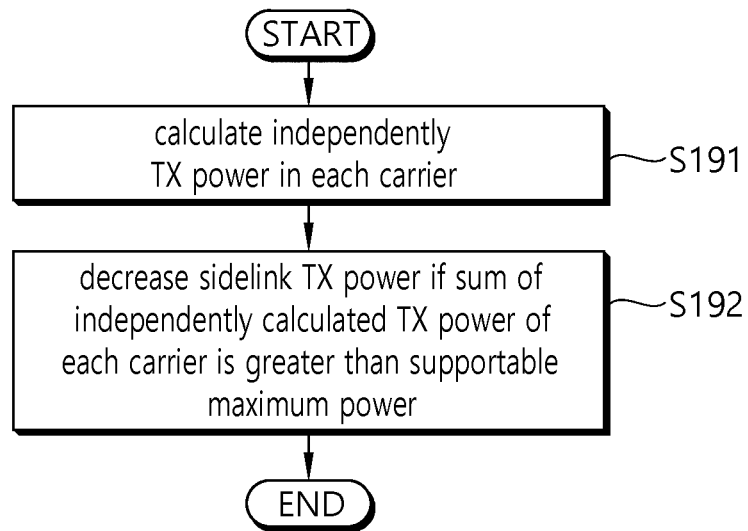 START
calculate independently
TX power in each carrier
S191
decrease sidelink TX power if sum of
independently calculated TX power of
each carrier is greater than supportable
maximum power
S192
END